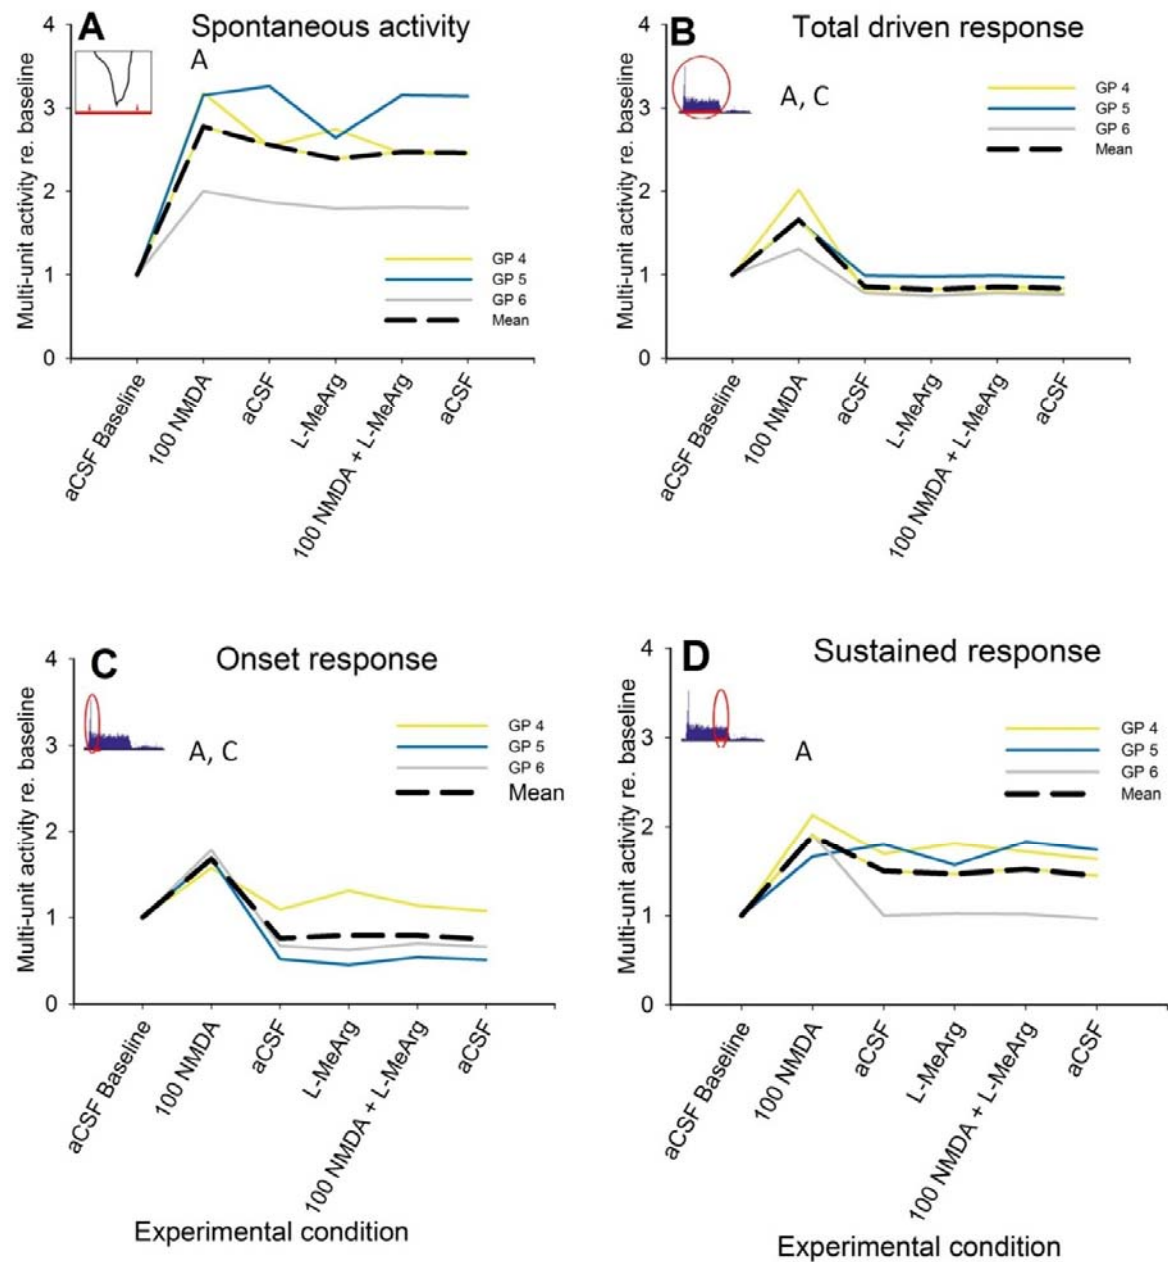 A
Spontaneous activity
A
Multi-unit activity re. baseline
4
3
2
1
0
GP 4
GP 5
GP 6
Mean
aCSF Baseline
100 NMDA
aCSF
L-MeArg
100 NMDA + L-MeArg
aCSF
B
Total driven response
A, C
Multi-unit activity re. baseline
4
3
2
1
0
GP 4
GP 5
GP 6
Mean
aCSF Baseline
100 NMDA
aCSF
L-MeArg
100 NMDA + L-MeArg
aCSF
C
Onset response
A, C
Multi-unit activity re. baseline
4
3
2
1
0
GP 4
GP 5
GP 6
Mean
aCSF Baseline
100 NMDA
aCSF
L-MeArg
100 NMDA + L-MeArg
aCSF
Experimental condition
D
Sustained response
A
Multi-unit activity re. baseline
4
3
2
1
0
GP 4
GP 5
GP 6
Mean
aCSF Baseline
100 NMDA
aCSF
L-MeArg
100 NMDA + L-MeArg
aCSF
Experimental condition